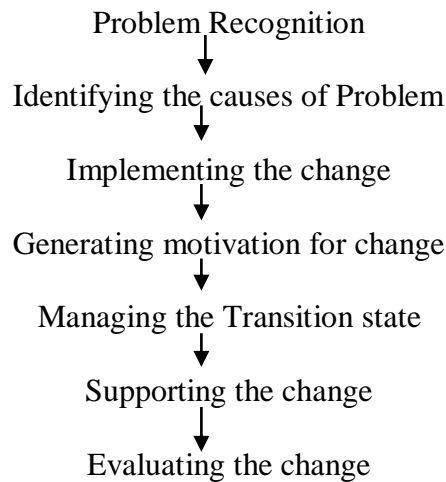 Problem Recognition
Identifying the causes of Problem
Implementing the change
Generating motivation for change
Managing the Transition state
Supporting the change
Evaluating the change